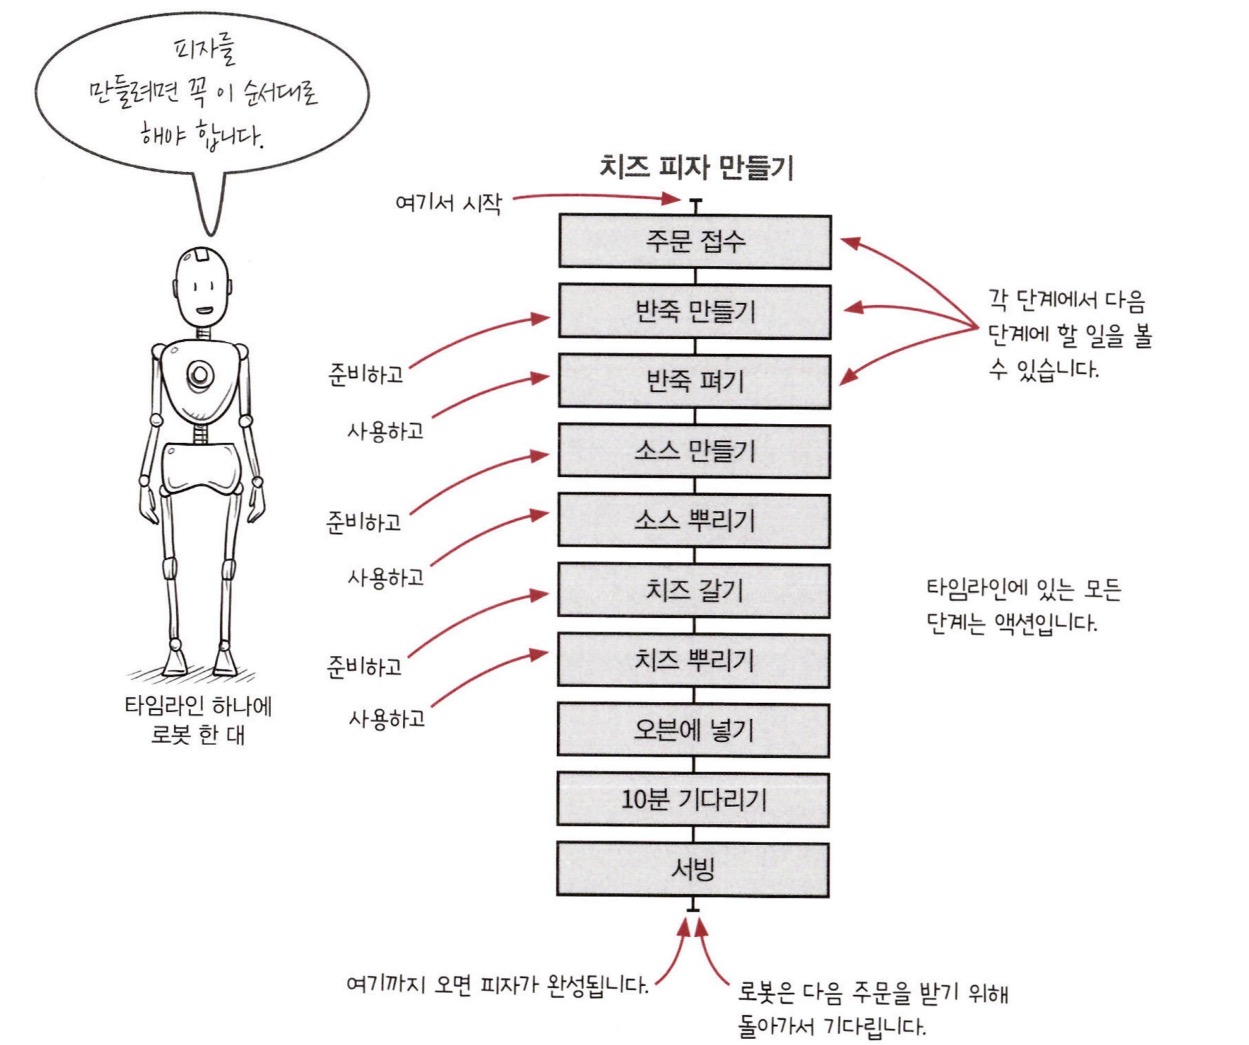 피자를
만들려면 꼭 이 순서대로
해야 합니다.
치즈 피자 만들기
여기서 시작
주문 접수
반죽 만들기
각 단계에서 다음
단계에 할 일을 볼
수 있습니다.
준비하고
반죽 펴기
사용하고
소스 만들기
준비하고
소스 뿌리기
사용하고
치즈 갈기
타임라인에 있는 모든
단계는 액션입니다.
준비하고
치즈 뿌리기
사용하고
타임라인 하나에
로봇 한 대
오븐에 넣기
10분 기다리기
서빙
여기까지 오면 피자가 완성됩니다.
로봇은 다음 주문을 받기 위해
돌아가서 기다립니다.